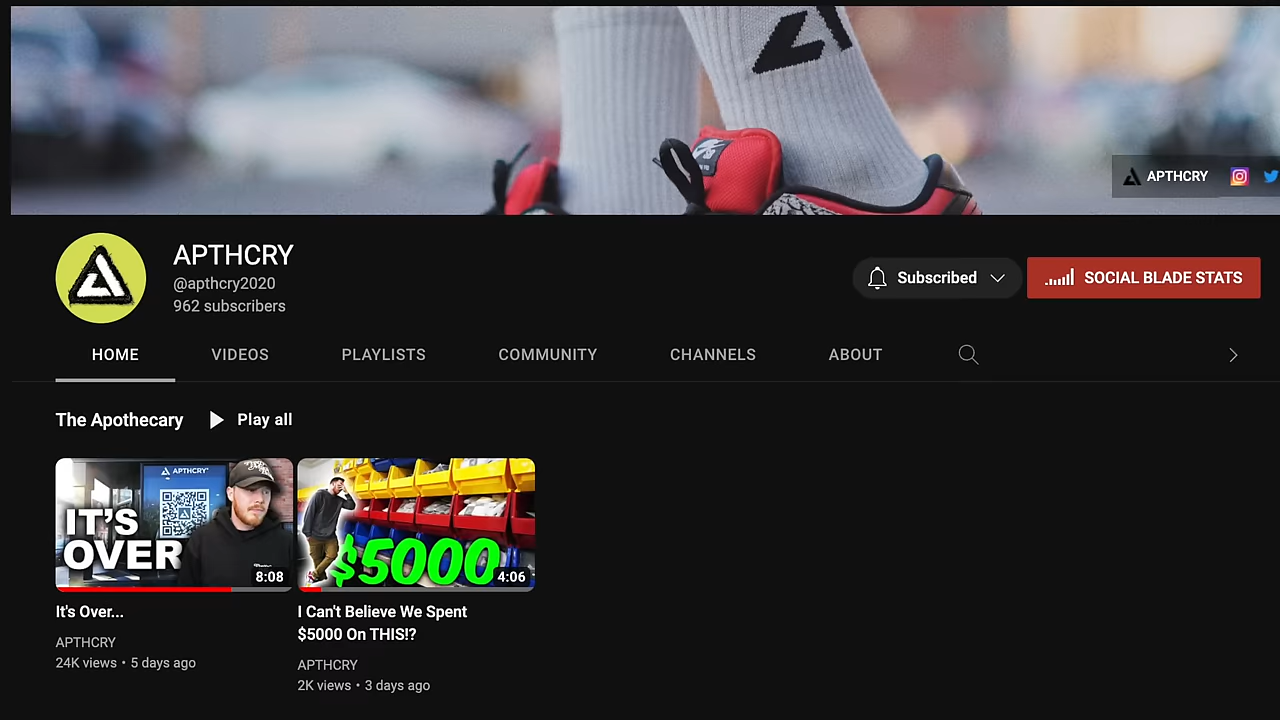 APTHCRY
APTHCRY
@apthcry2020
962 subscribers
Subscribed
SOCIAL BLADE STATS
HOME
VIDEOS
PLAYLISTS
COMMUNITY
CHANNELS
ABOUT
The Apothecary
Play all
APTHCRY
IT'S
OVER
8:08
$5000
4:06
It's Over...
APTHCRY
24K views • 5 days ago
I Can't Believe We Spent
$5000 On THIS!?
APTHCRY
2K views • 3 days ago